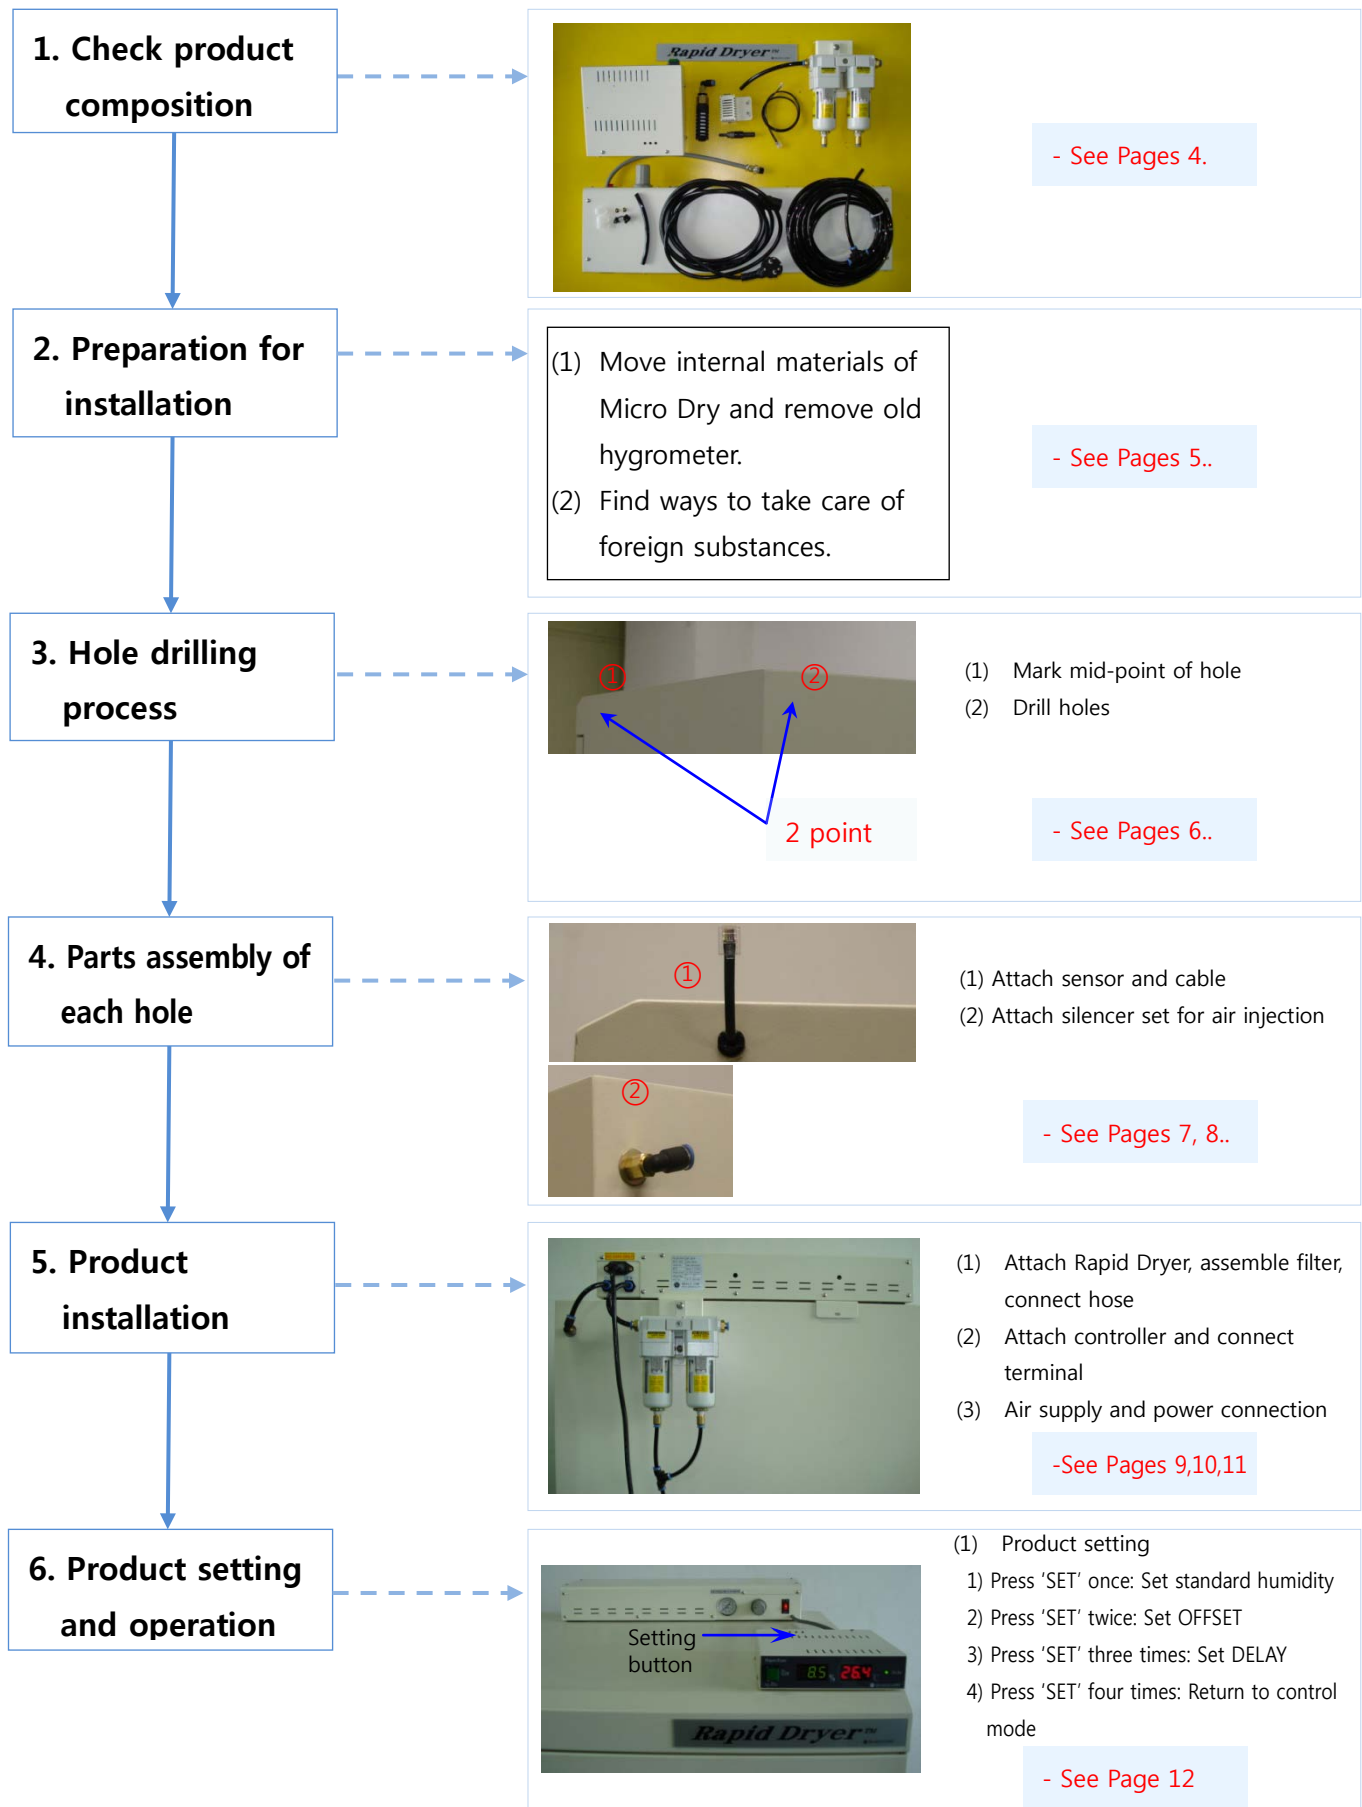 1. Check product
composition
Rapid Dryer™
- See Pages 4.
2. Preparation for
installation
(1) Move internal materials of
Micro Dry and remove old
hygrometer.
(2) Find ways to take care of
foreign substances.
- See Pages 5..
3. Hole drilling
process
① ②
2 point
(1) Mark mid-point of hole
(2) Drill holes
- See Pages 6..
4. Parts assembly of
each hole
①
②
(1) Attach sensor and cable
(2) Attach silencer set for air injection
- See Pages 7, 8..
5. Product
installation
(1) Attach Rapid Dryer, assemble filter,
connect hose
(2) Attach controller and connect
terminal
(3) Air supply and power connection
-See Pages 9,10,11
6. Product setting
and operation
Setting
button
8.5 26.4
Rapid Dryer™
(1) Product setting
1) Press ‘SET’ once: Set standard humidity
2) Press ‘SET’ twice: Set OFFSET
3) Press ‘SET’ three times: Set DELAY
4) Press ‘SET’ four times: Return to control
mode
- See Page 12